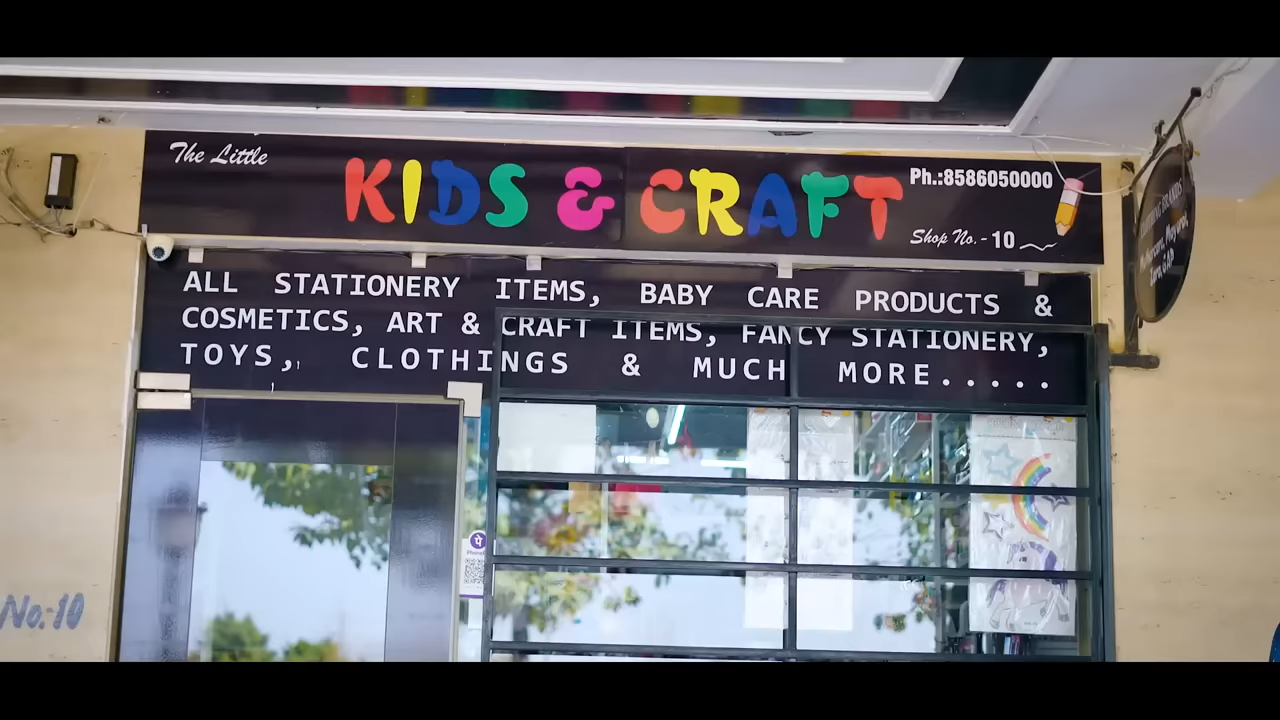 The Little
KIDS & CRAFT
Ph.:8586050000
Shop No.- 10
ALL STATIONERY ITEMS, BABY CARE PRODUCTS &
COSMETICS, ART & CRAFT ITEMS, FANCY STATIONERY,
TOYS, CLOTHINGS & MUCH MORE.....
No:-10